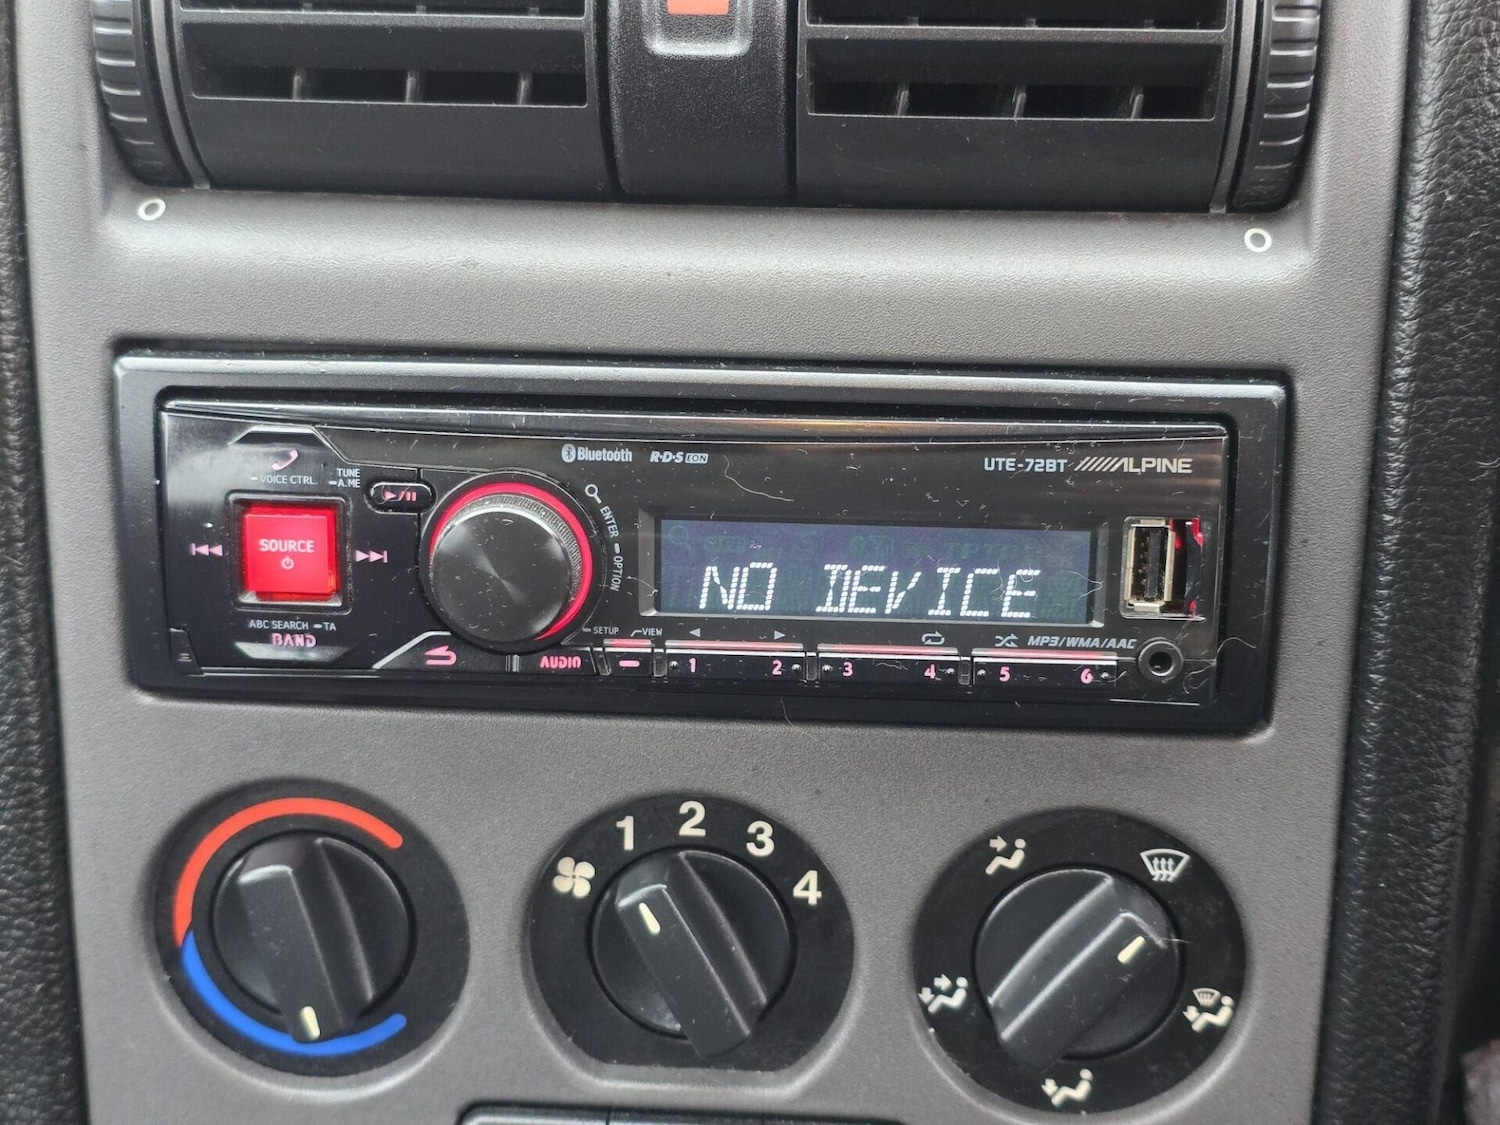 Bluetooth R·D·S EON
UTE-72BT ALPINE
VOICE CTRL.
TUNE
A.ME
SOURCE
ENTER
OPTION
NO DEVICE
ABC SEARCH TA
BAND
SETUP VIEW
AUDIO
MP3/WMA/AAC
1 2 3 4 5 6
1 2 3 4